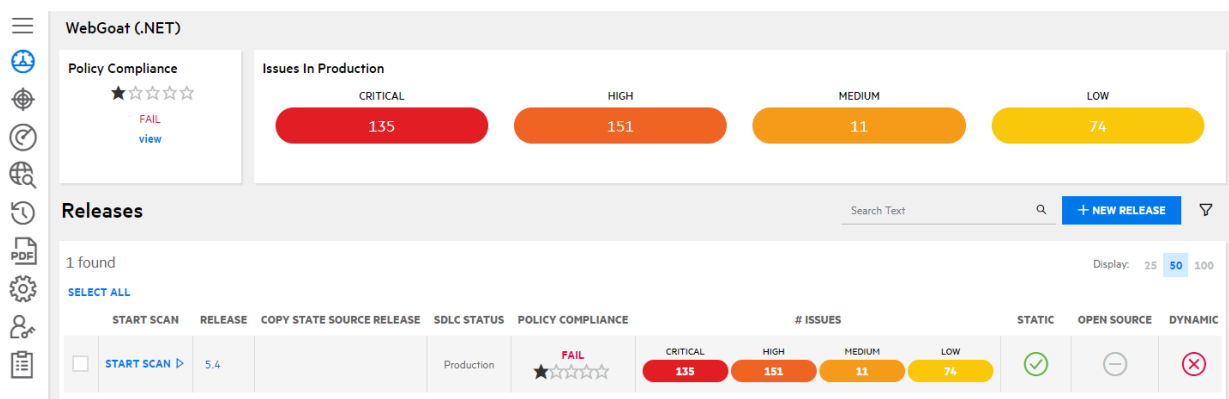 WebGoat (.NET)
Policy Compliance
FAIL
view
Issues In Production
CRITICAL HIGH MEDIUM LOW
135 151 11 74
Releases
Search Text
+ NEW RELEASE
1 found
Display: 25 50 100
SELECT ALL
START SCAN RELEASE COPY STATE SOURCE RELEASE SDLC STATUS POLICY COMPLIANCE # ISSUES STATIC OPEN SOURCE DYNAMIC
CRITICAL HIGH MEDIUM LOW
START SCAN 5.4 Production FAIL 135 151 11 74
PDF